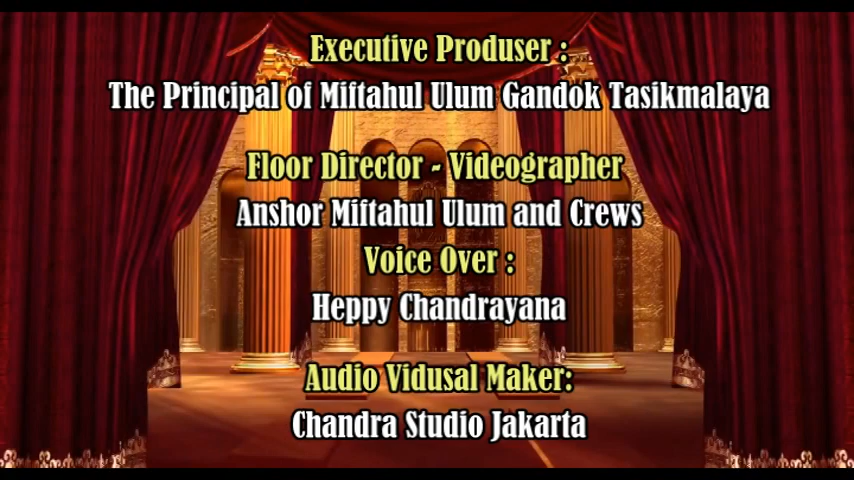 Executive Produser :
The Principal of Miftahul Ulum Gandok Tasikmalaya
Floor Director - Videographer
Anshor Miftahul Ulum and Crews
Voice Over :
Heppy Chandrayana
Audio Vidusal Maker:
Chandra Studio Jakarta